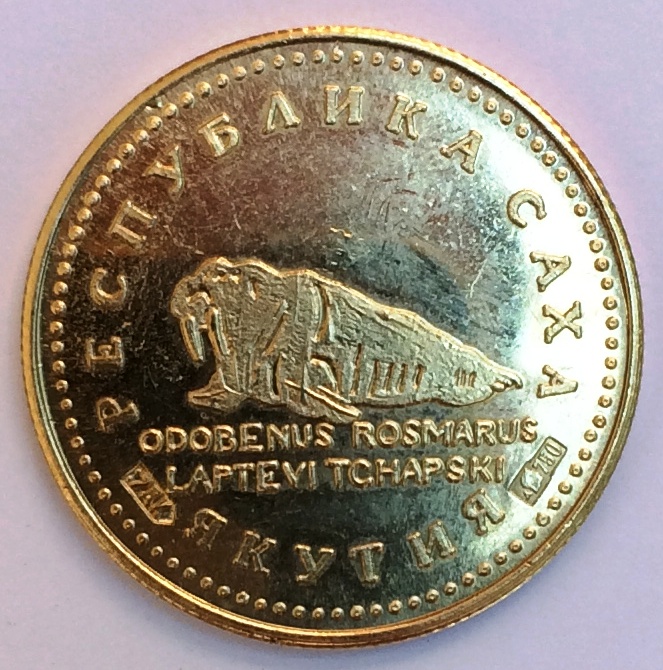 РЕСПУБЛИКА САХА
ODOBENUS ROSMARUS
LAPTEVI TCHAPSKI
ЯКУТИЯ